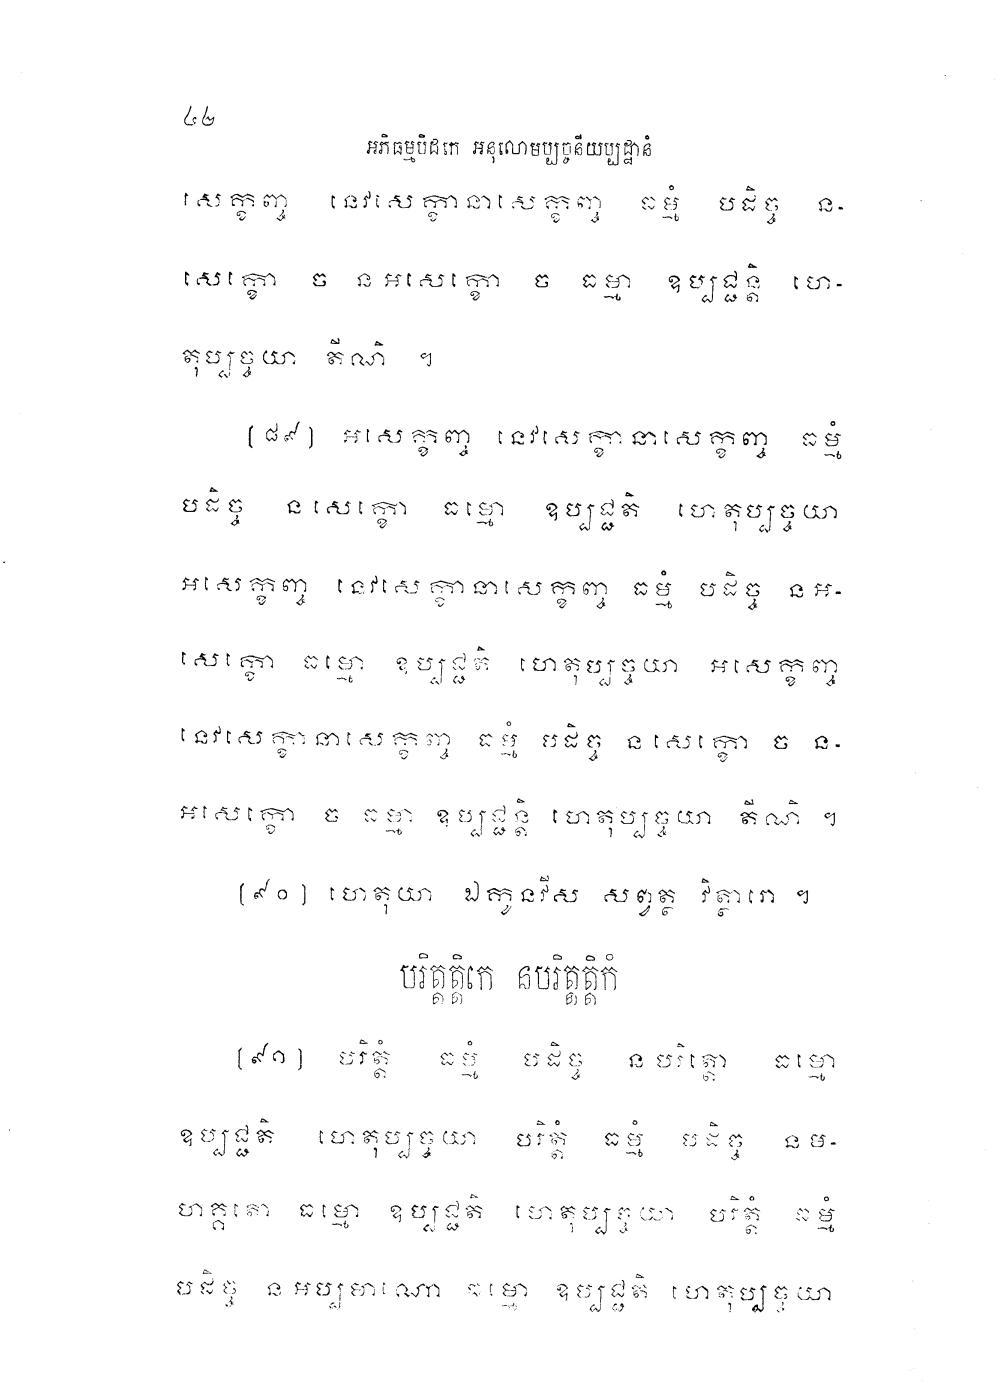 ៤២
អភិធម្មបិដកេ អនុលោមប្បច្ចនីយប្បដ្ឋានំ
សេក្ខញ្ច នេវសេក្ខានាសេក្ខញ្ច ធម្មំ បដិច្ច ន-
សេក្ខោ ច នអសេក្ខោ ច ធម្មា ឧប្បជ្ជន្តិ ហេ-
តុប្បច្ចយា តីណិ ។
(៨៩) អសេក្ខញ្ច នេវសេក្ខានាសេក្ខញ្ច ធម្មំ
បដិច្ច នសេក្ខោ ធម្មោ ឧប្បជ្ជតិ ហេតុប្បច្ចយា
អសេក្ខញ្ច នេវសេក្ខានាសេក្ខញ្ច ធម្មំ បដិច្ច នអ-
សេក្ខោ ធម្មោ ឧប្បជ្ជតិ ហេតុប្បច្ចយា អសេក្ខញ្ច
នេវសេក្ខានាសេក្ខញ្ច ធម្មំ បដិច្ច នសេក្ខោ ច ន-
អសេក្ខោ ច ធម្មា ឧប្បជ្ជន្តិ ហេតុប្បច្ចយា តីណិ ។
(៩០) ហេតុយា ឯកូនវីស សព្វត្ថ វិត្ថារោ ។
បរិត្តត្តិកេ នបរិត្តត្តិកំ
(៩១) បរិត្តំ ធម្មំ បដិច្ច នបរិត្តោ ធម្មោ
ឧប្បជ្ជតិ ហេតុប្បច្ចយា បរិត្តំ ធម្មំ បដិច្ច នម-
ហគ្គតោ ធម្មោ ឧប្បជ្ជតិ ហេតុប្បច្ចយា បរិត្តំ ធម្មំ
បដិច្ច នអប្បមាណោ ធម្មោ ឧប្បជ្ជតិ ហេតុប្បច្ចយា